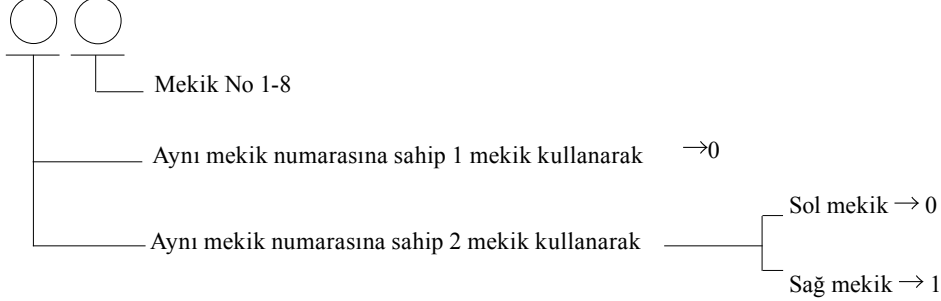 Mekik No 1-8
Aynı mekik numarasına sahip 1 mekik kullanarak →0
Sol mekik → 0
Aynı mekik numarasına sahip 2 mekik kullanarak
Sağ mekik → 1